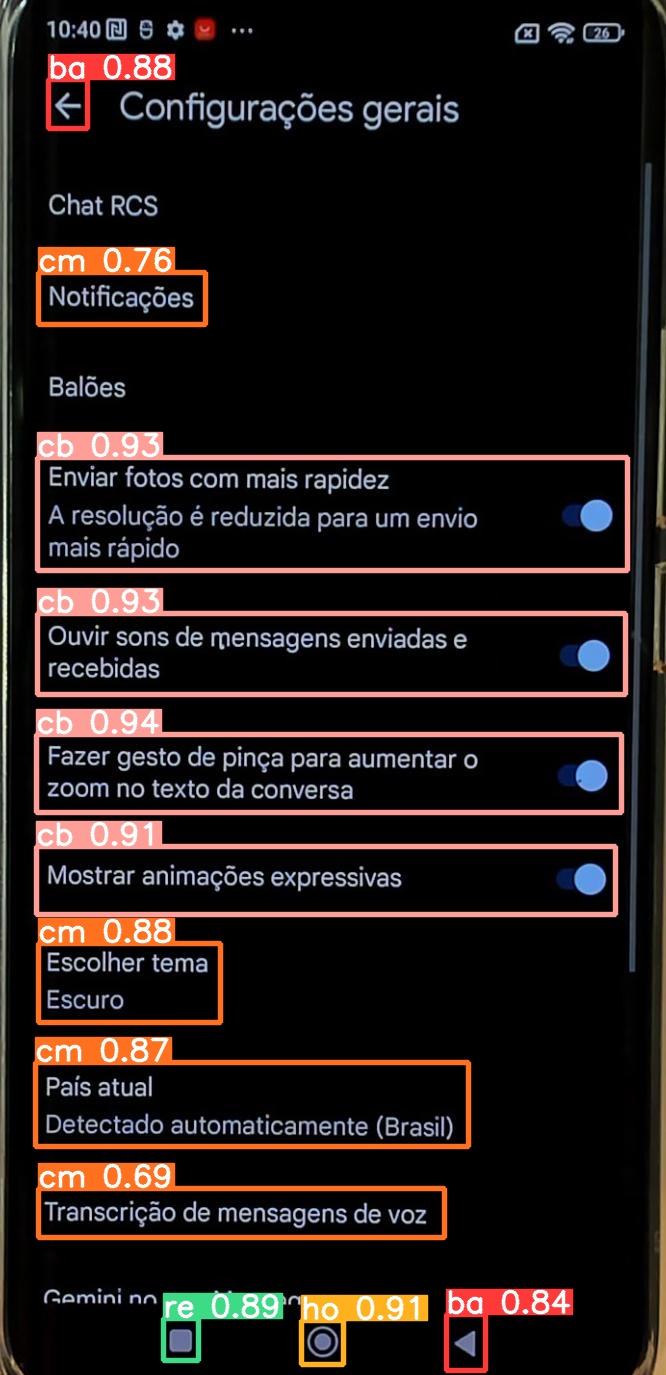 10:40
26
ba 0.88
Configurações gerais
Chat RCS
cm 0.76
Notificações
Balões
cb 0.93
Enviar fotos com mais rapidez
A resolução é reduzida para um envio
mais rápido
cb 0.93
Ouvir sons de mensagens enviadas e
recebidas
cb 0.94
Fazer gesto de pinça para aumentar o
zoom no texto da conversa
cb 0.91
Mostrar animações expressivas
cm 0.88
Escolher tema
Escuro
cm 0.87
País atual
Detectado automaticamente (Brasil)
cm 0.69
Transcrição de mensagens de voz
Gemini no
re 0.89
ho 0.91
ba 0.84